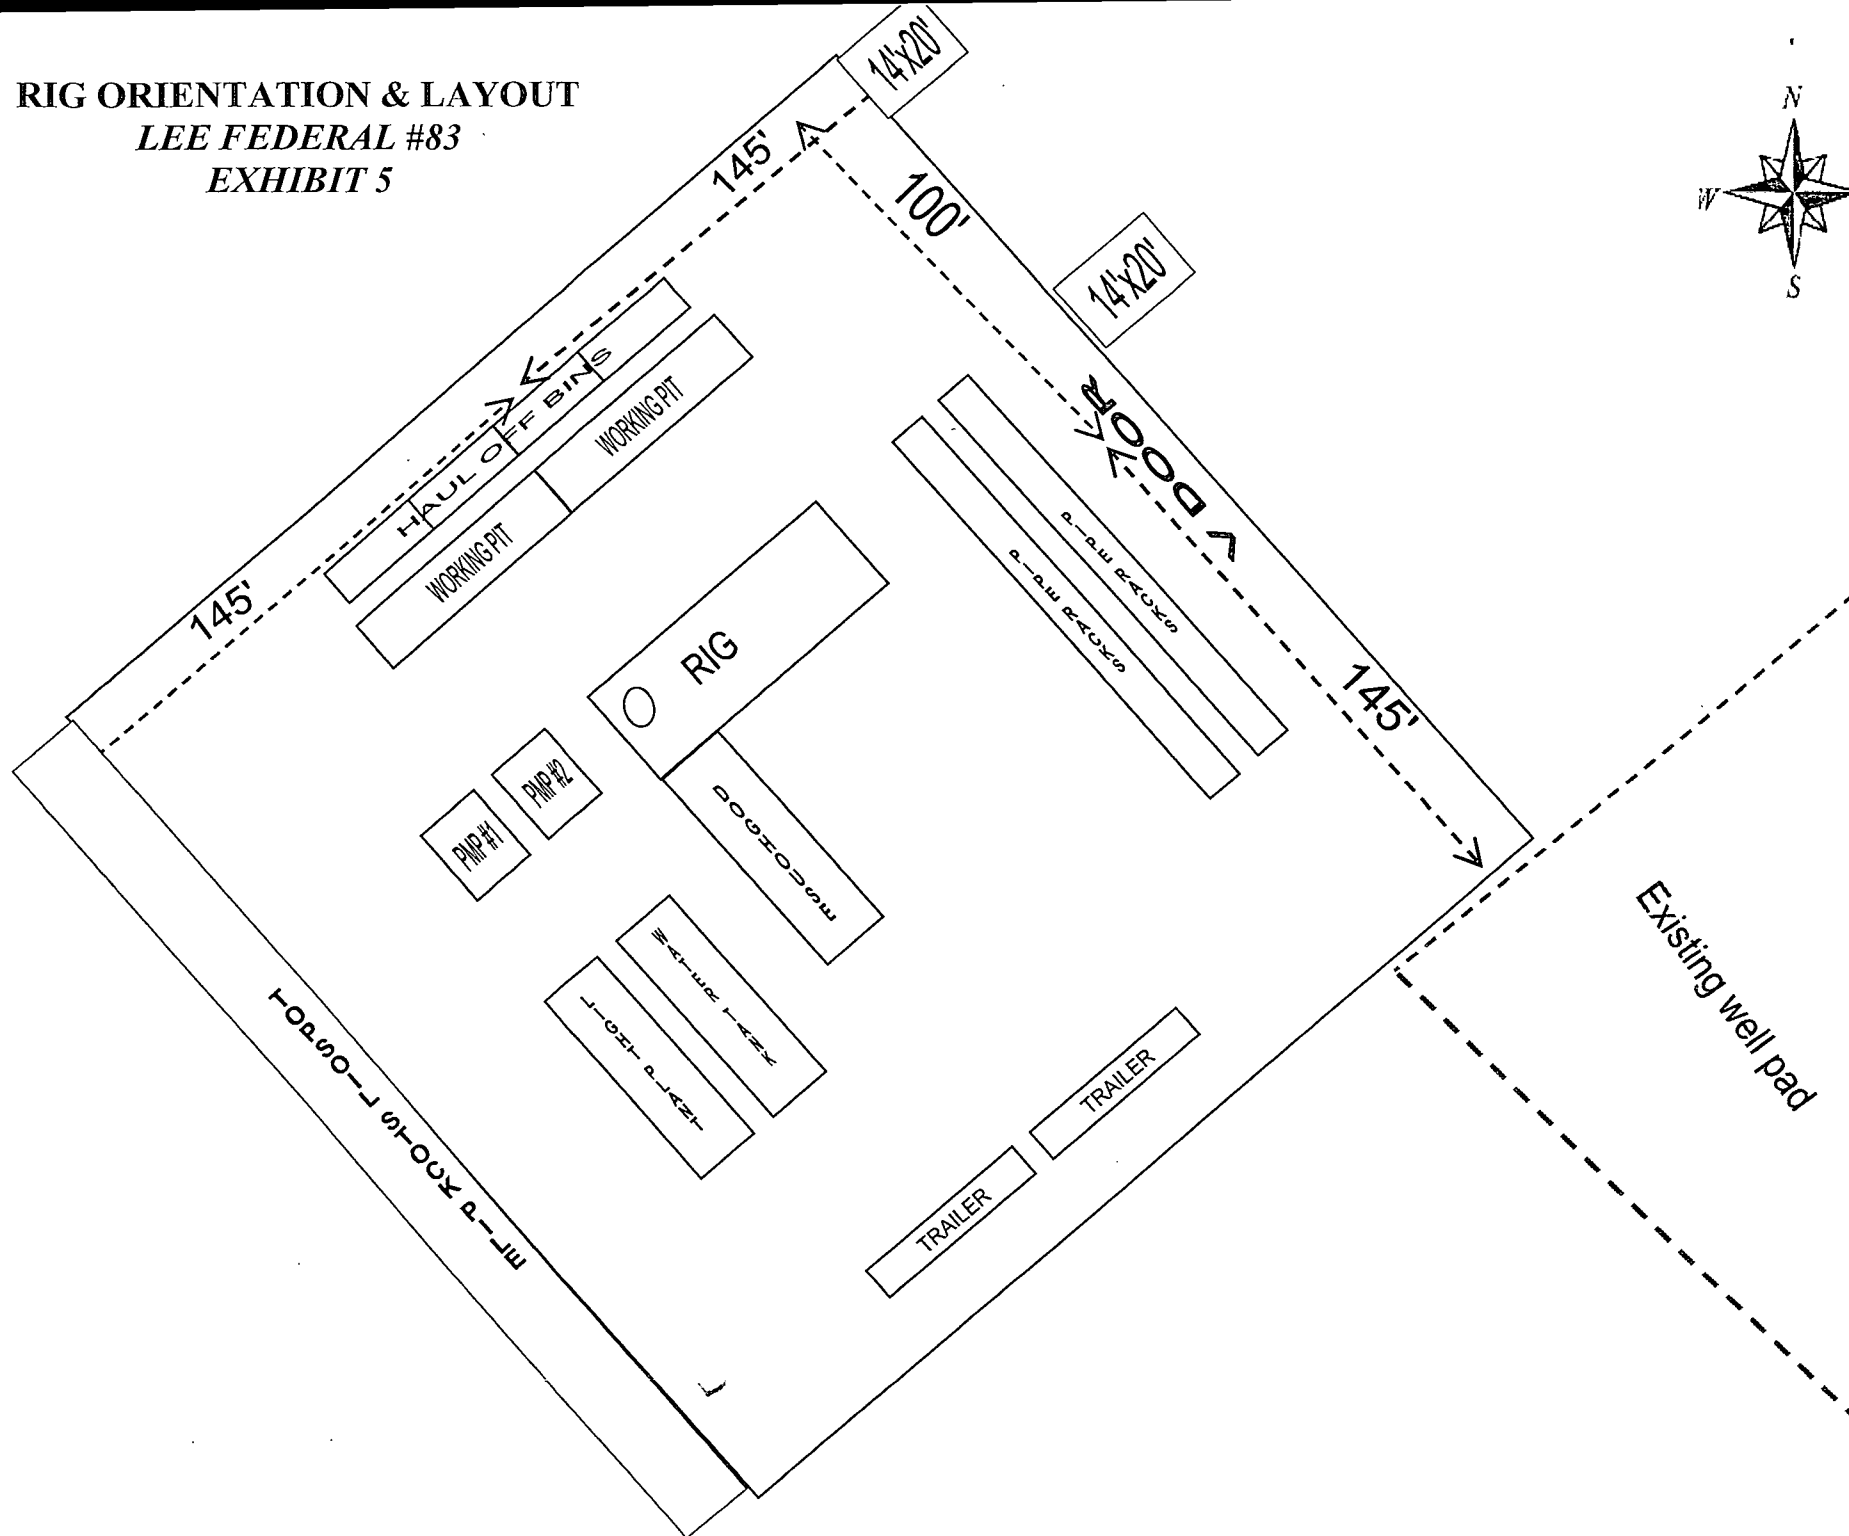 RIG ORIENTATION & LAYOUT
LEE FEDERAL #83
EXHIBIT 5
14'x20'
N
W
S
145'
100'
14'x20'
HAUL OFF BINS
WORKING PIT
WORKING PIT
V DOOR
145'
RIG
PIPE RACKS
PIPE RACKS
145'
PMP #2
PMP #1
DOGHOUSE
WATER TANK
LIGHT PLANT
Existing well pad
TOPSOIL STOCK PILE
TRAILER
TRAILER